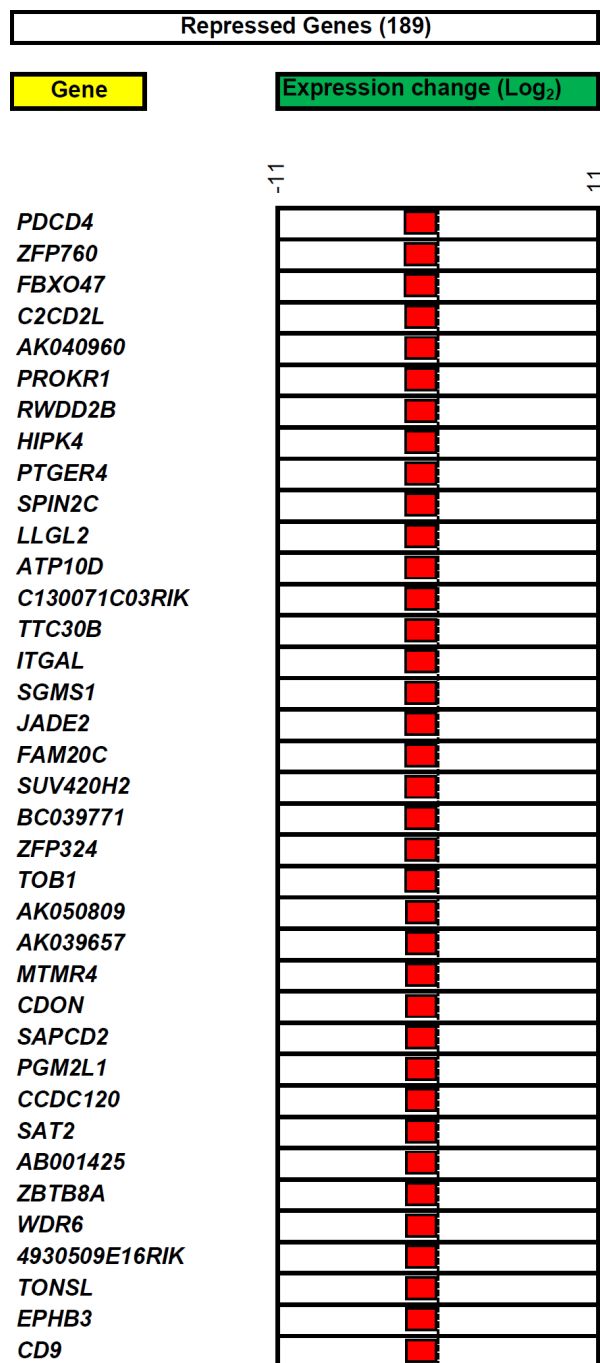 Repressed Genes (189)
Gene Expression change (Log₂)
-11 11
PDCD4
ZFP760
FBXO47
C2CD2L
AK040960
PROKR1
RWDD2B
HIPK4
PTGER4
SPIN2C
LLGL2
ATP10D
C130071C03RIK
TTC30B
ITGAL
SGMS1
JADE2
FAM20C
SUV420H2
BC039771
ZFP324
TOB1
AK050809
AK039657
MTMR4
CDON
SAPCD2
PGM2L1
CCDC120
SAT2
AB001425
ZBTB8A
WDR6
4930509E16RIK
TONSL
EPHB3
CD9